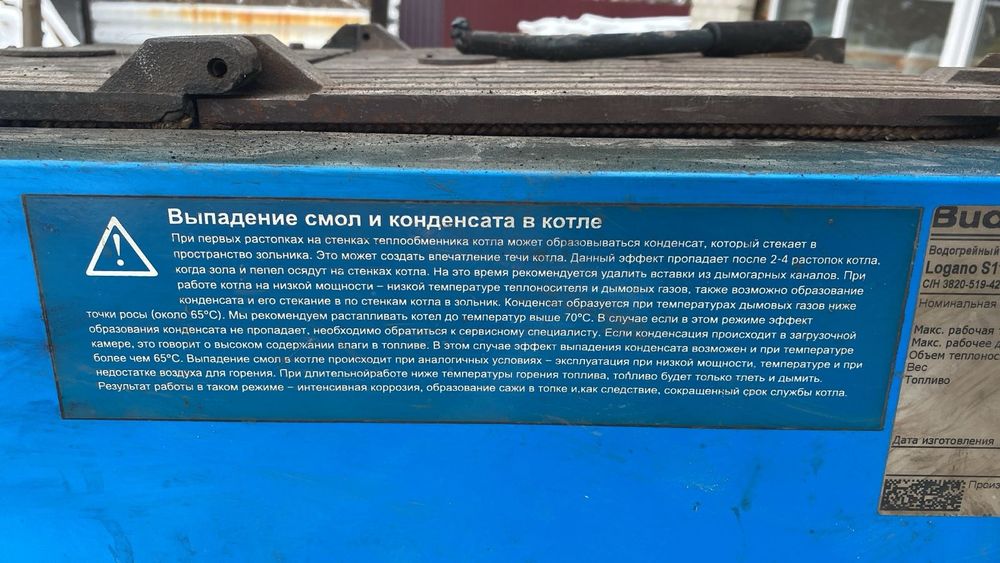 Выпадение смол и конденсата в котле
При первых растопках на стенках теплообменника котла может образовываться конденсат, который стекает в
пространство зольника. Это может создать впечатление течи котла. Данный эффект пропадает после 2-4 растопок котла,
когда зола и пепел осядут на стенках котла. На это время рекомендуется удалить вставки из дымогарных каналов. При
работе котла на низкой мощности – низкой температуре теплоносителя и дымовых газов, также возможно образование
конденсата и его стекание в по стенкам котла в зольник. Конденсат образуется при температурах дымовых газов ниже
точки росы (около 65°C). Мы рекомендуем растапливать котел до температур выше 70°C. В случае если в этом режиме эффект
образования конденсата не пропадает, необходимо обратиться к сервисному специалисту. Если конденсация происходит в загрузочной
камере, это говорит о высоком содержании влаги в топливе. В этом случае эффект выпадения конденсата возможен и при температуре
более чем 65°C. Выпадение смол в котле происходит при аналогичных условиях – эксплуатация при низкой мощности, температуре и при
недостатке воздуха для горения. При длительнойработе ниже температуры горения топлива, топливо будет только тлеть и дымить.
Результат работы в таком режиме – интенсивная коррозия, образование сажи в топке и,как следствие, сокращенный срок службы котла.
Водогрейный
Logano S1
С/Н 3820-519-42
Номинальная
Макс. рабочая
Макс. рабочее д
Объем теплонос
Вес
Топливо
Дата изготовления
Произ